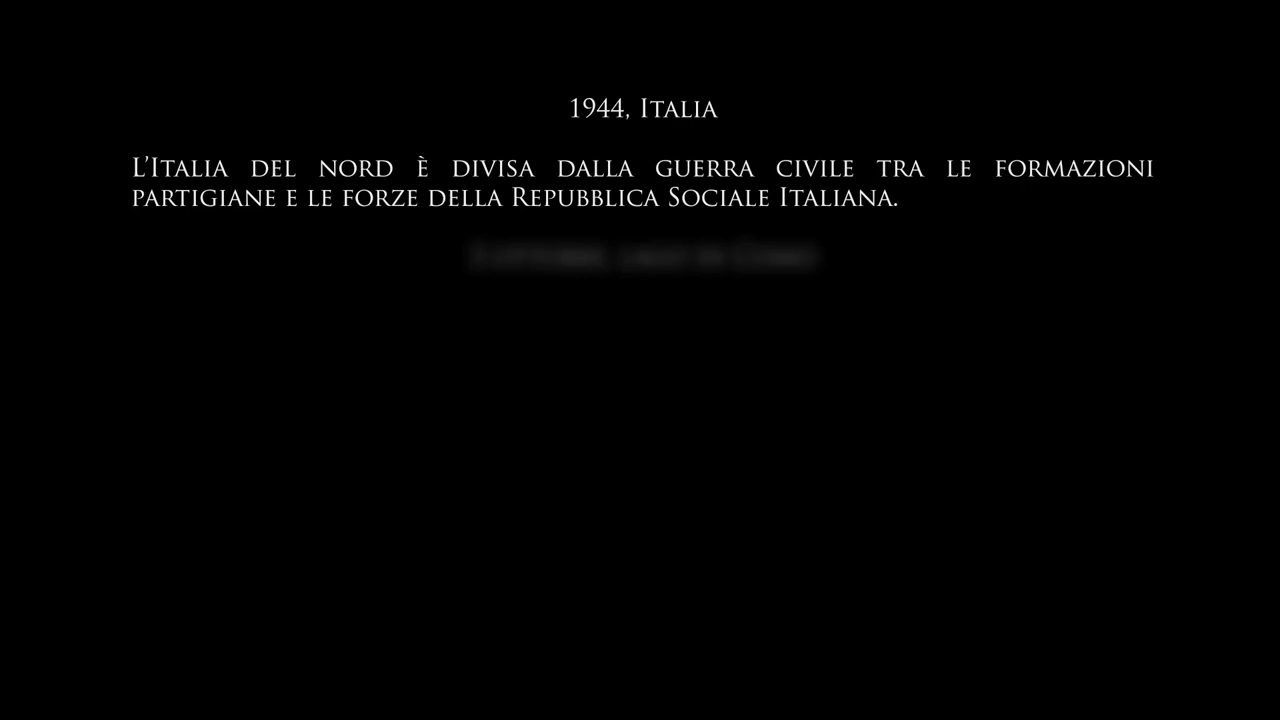 1944, Italia
L'Italia del nord è divisa dalla guerra civile tra le formazioni
partigiane e le forze della Repubblica Sociale Italiana.